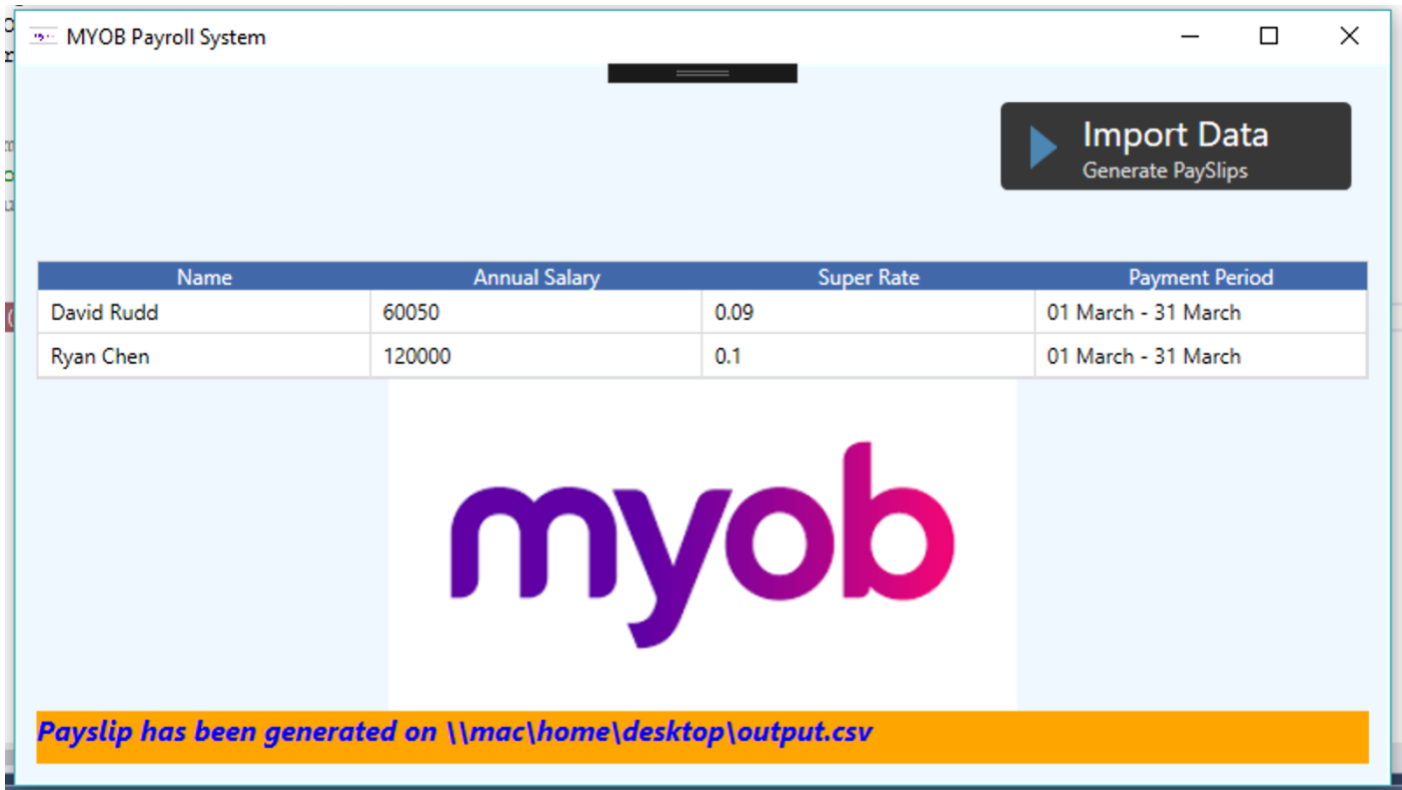 MYOB Payroll System
Import Data
Generate PaySlips
Name Annual Salary Super Rate Payment Period
David Rudd 60050 0.09 01 March - 31 March
Ryan Chen 120000 0.1 01 March - 31 March
myob
Payslip has been generated on \\mac\home\desktop\output.csv